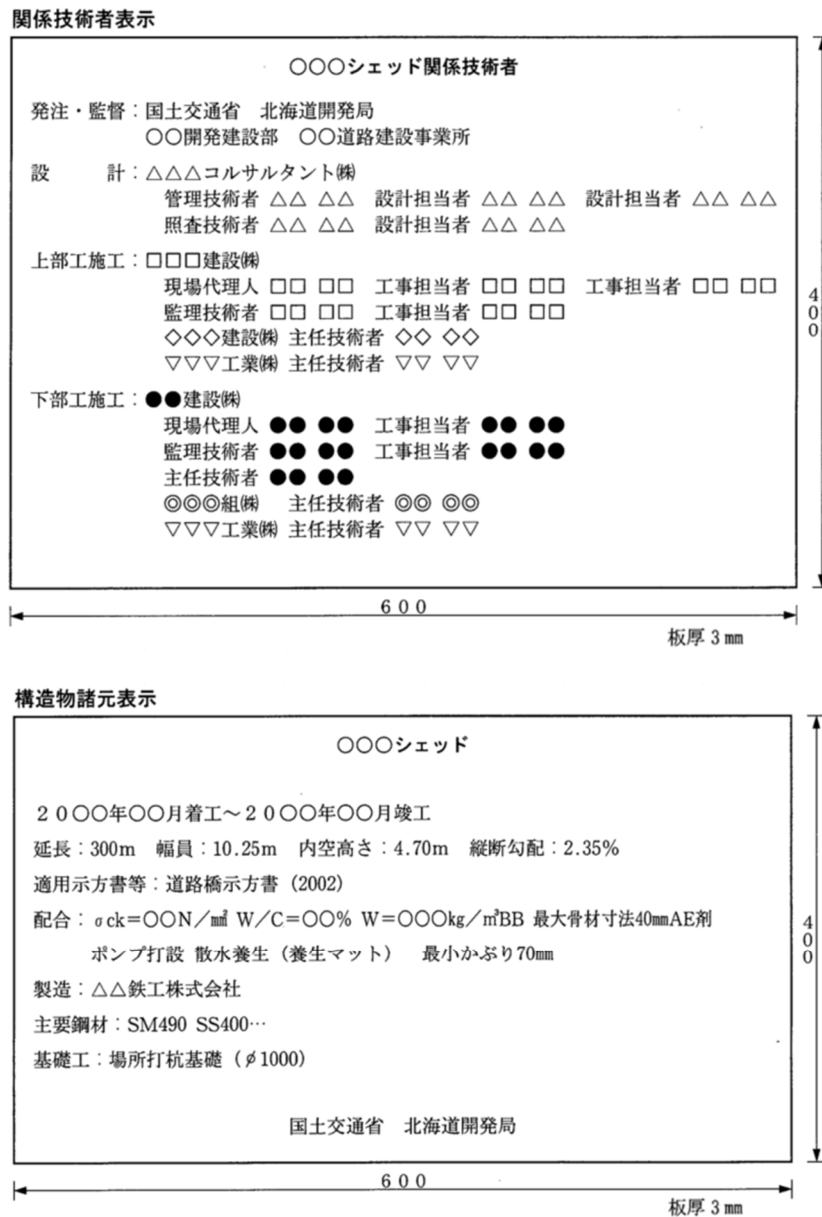 関係技術者表示
○○○シェッド関係技術者
発注・監督：国土交通省　北海道開発局
○○開発建設部　○○道路建設事業所
設　　　計：△△△コルサルタント㈱
管理技術者 △△ △△　設計担当者 △△ △△　設計担当者 △△ △△
照査技術者 △△ △△　設計担当者 △△ △△
上部工施工：□□□建設㈱
現場代理人 □□ □□　工事担当者 □□ □□　工事担当者 □□ □□
監理技術者 □□ □□　工事担当者 □□ □□
◇◇◇建設㈱ 主任技術者 ◇◇ ◇◇
▽▽▽工業㈱ 主任技術者 ▽▽ ▽▽
下部工施工：●●建設㈱
現場代理人 ●● ●●　工事担当者 ●● ●●
監理技術者 ●● ●●　工事担当者 ●● ●●
主任技術者 ●● ●●
◎◎◎組㈱　主任技術者 ◎◎ ◎◎
▽▽▽工業㈱ 主任技術者 ▽▽ ▽▽
400
600
板厚 3 ㎜
構造物諸元表示
○○○シェッド
２０○○年○○月着工～２０○○年○○月竣工
延長：300m　幅員：10.25m　内空高さ：4.70m　縦断勾配：2.35%
適用示方書等：道路橋示方書（2002）
配合：σck＝○○N／㎟ W／C＝○○% W＝○○○㎏／㎥BB 最大骨材寸法40㎜AE剤
ポンプ打設 散水養生（養生マット）　最小かぶり70㎜
製造：△△鉄工株式会社
主要鋼材：SM490 SS400…
基礎工：場所打杭基礎（φ1000）
国土交通省　北海道開発局
400
600
板厚 3 ㎜